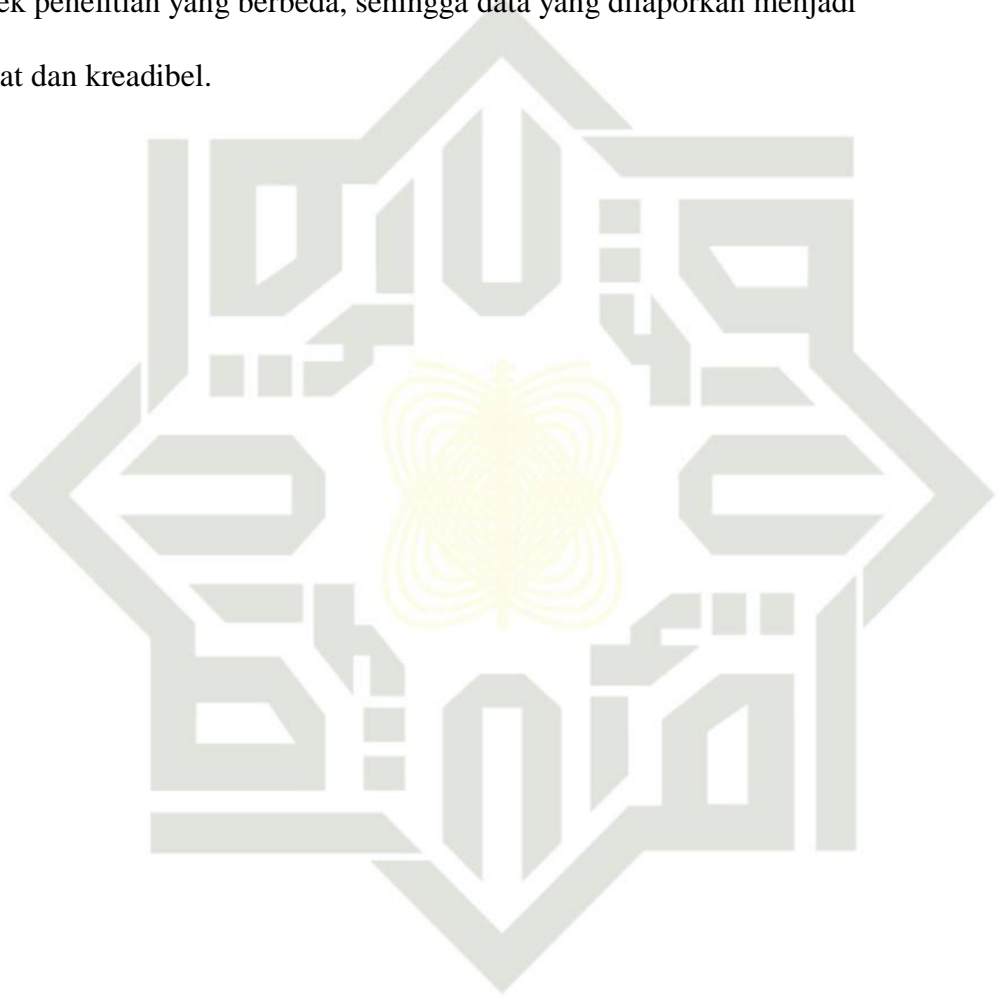 ek penelitian yang berbeda, sehingga data yang dilaporkan menjadi
at dan kreadibel.